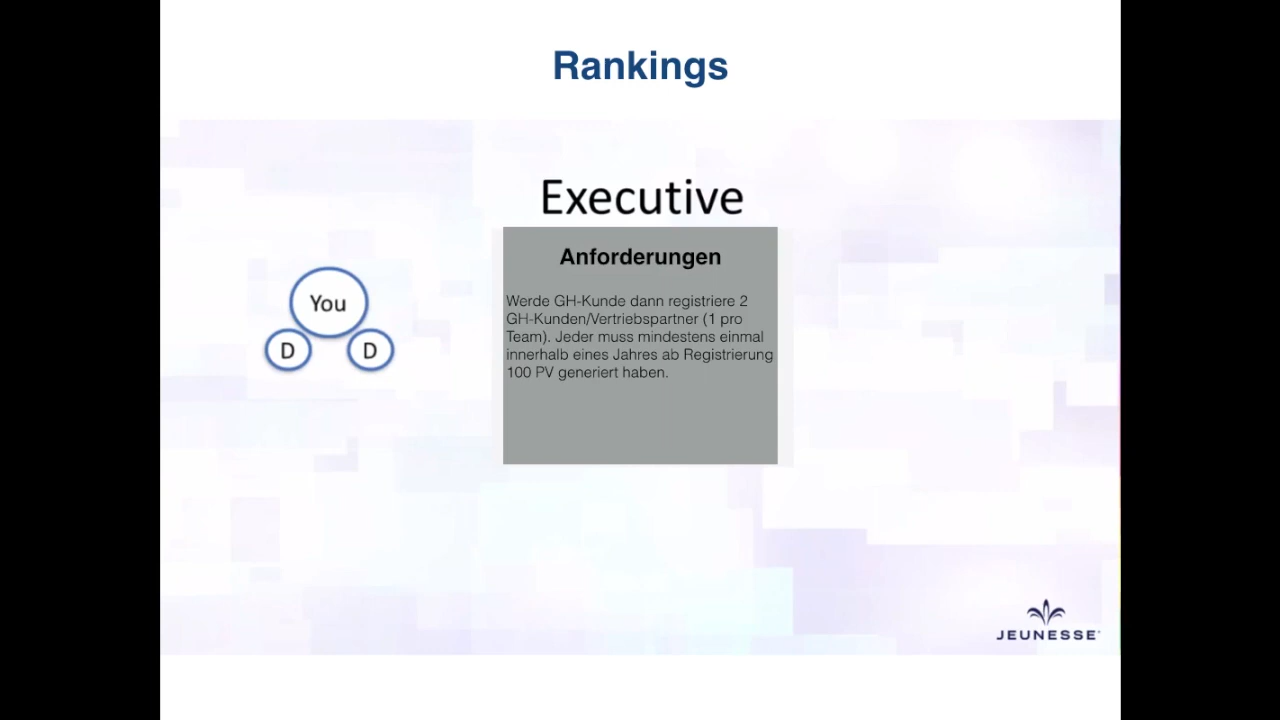 Rankings
Executive
Anforderungen
You
D
D
Werde GH-Kunde dann registriere 2
GH-Kunden/Vertriebspartner (1 pro
Team). Jeder muss mindestens einmal
innerhalb eines Jahres ab Registrierung
100 PV generiert haben.
JEUNESSE